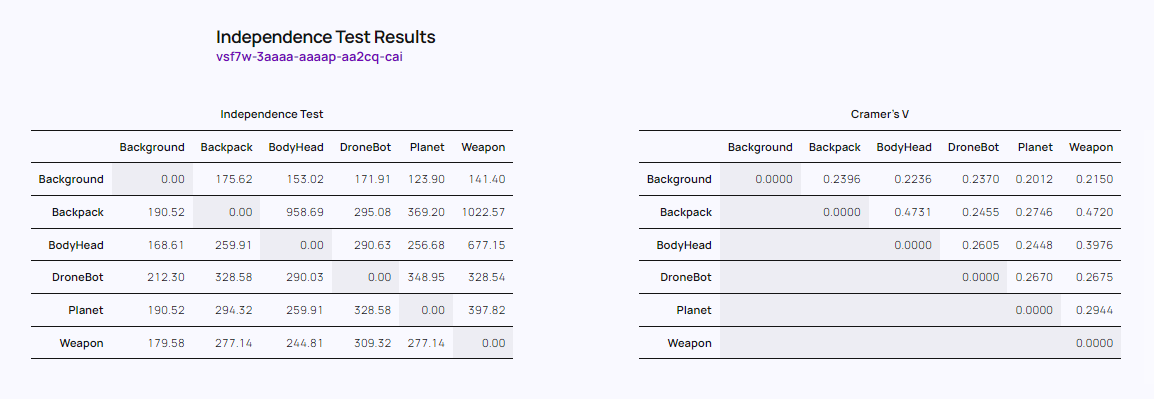 Independence Test Results
vsf7w-3aaaa-aaaap-aa2cq-cai
Independence Test
Background Backpack BodyHead DroneBot Planet Weapon
Background 0.00 175.62 153.02 171.91 123.90 141.40
Backpack 190.52 0.00 958.69 295.08 369.20 1022.57
BodyHead 168.61 259.91 0.00 290.63 256.68 677.15
DroneBot 212.30 328.58 290.03 0.00 348.95 328.54
Planet 190.52 294.32 259.91 328.58 0.00 397.82
Weapon 179.58 277.14 244.81 309.32 277.14 0.00
Cramer's V
Background Backpack BodyHead DroneBot Planet Weapon
Background 0.0000 0.2396 0.2236 0.2370 0.2012 0.2150
Backpack 0.0000 0.4731 0.2455 0.2746 0.4720
BodyHead 0.0000 0.2605 0.2448 0.3976
DroneBot 0.0000 0.2670 0.2675
Planet 0.0000 0.2944
Weapon 0.0000